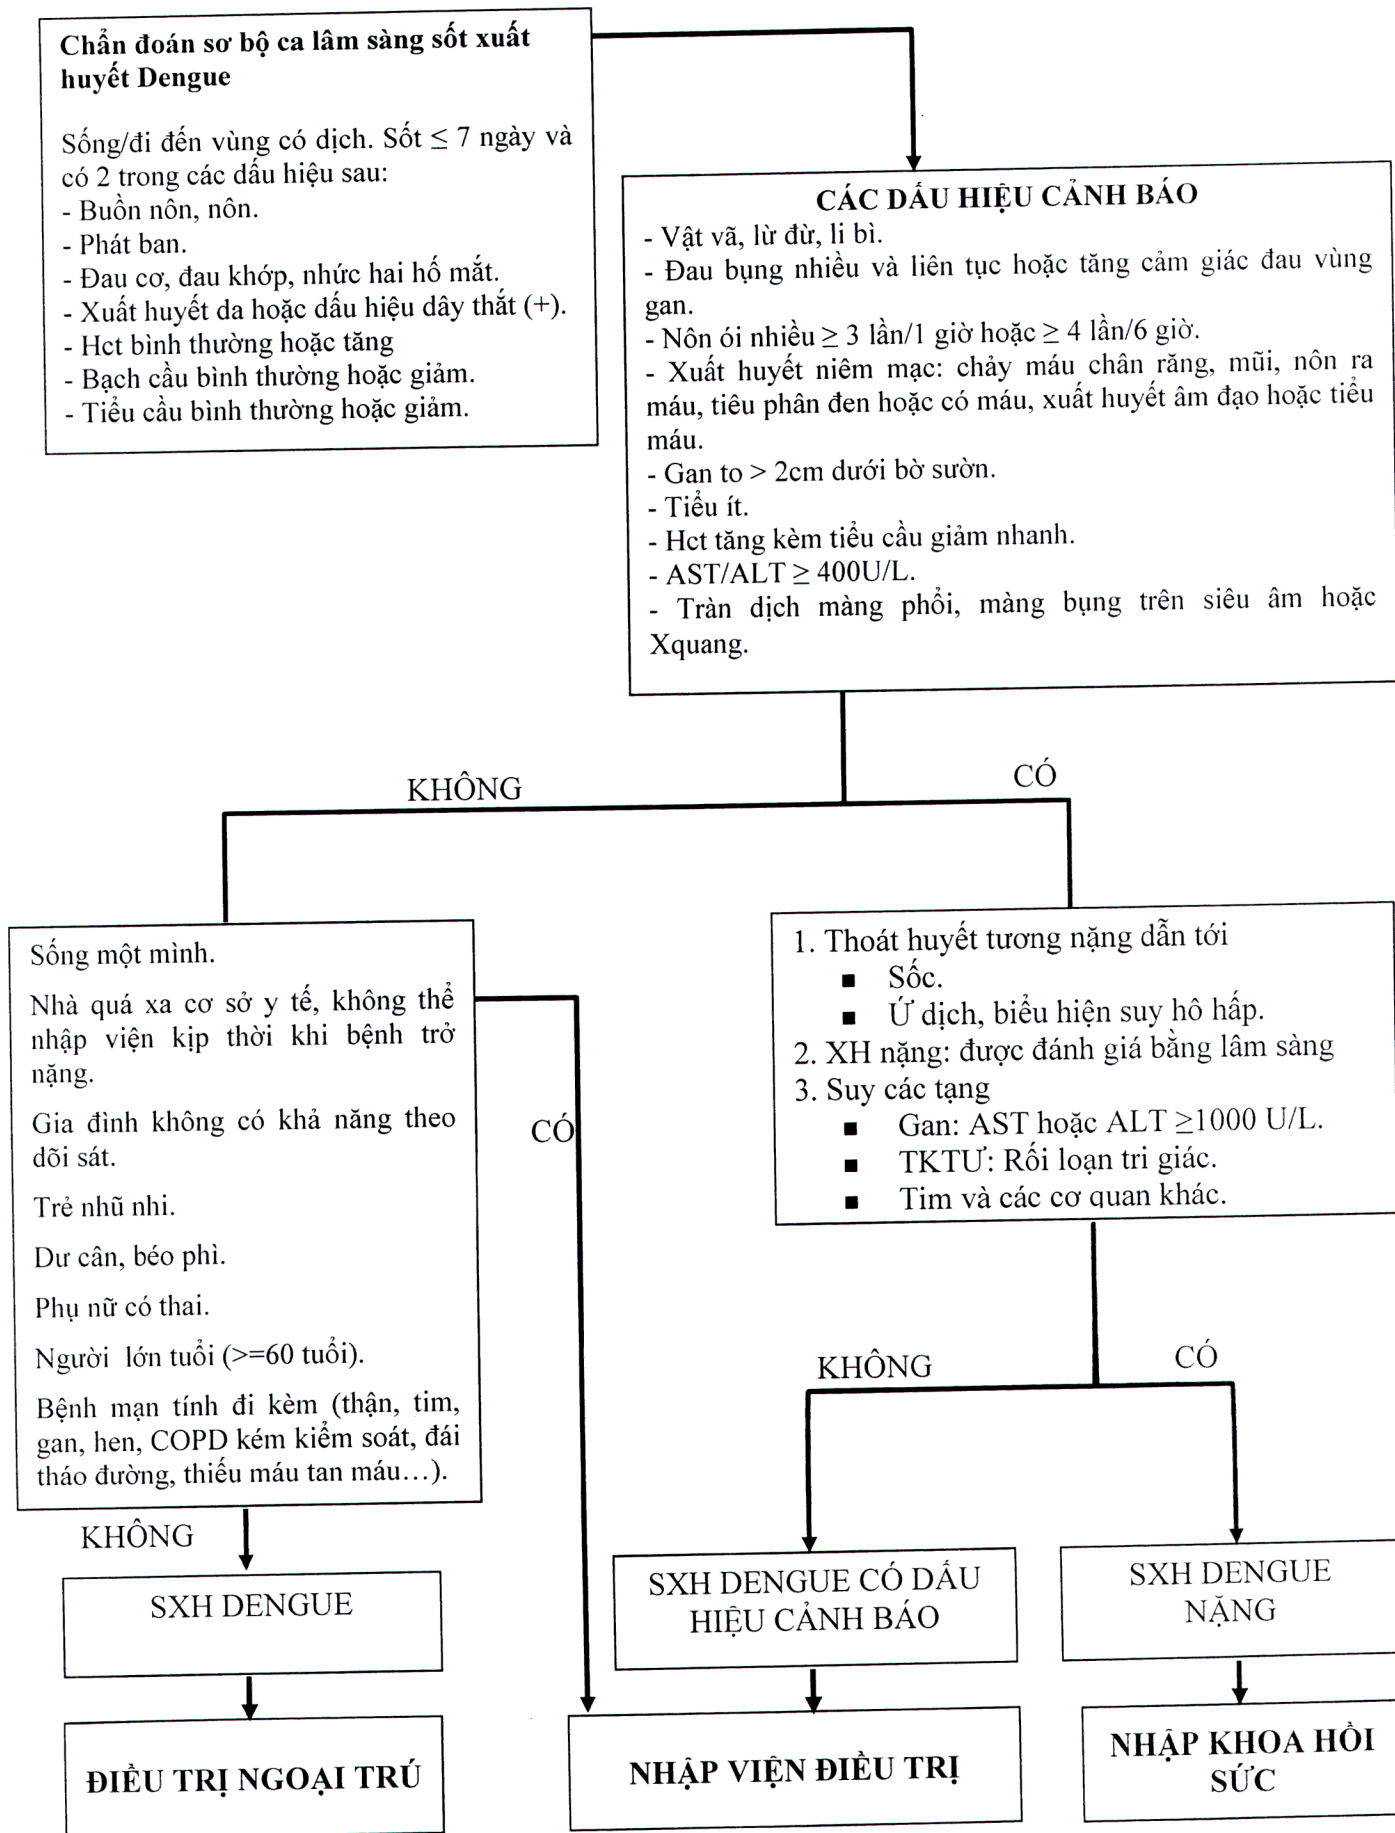 Chẩn đoán sơ bộ ca lâm sàng sốt xuất
huyết Dengue
Sống/đi đến vùng có dịch. Sốt ≤ 7 ngày và
có 2 trong các dấu hiệu sau:
- Buồn nôn, nôn.
- Phát ban.
- Đau cơ, đau khớp, nhức hai hố mắt.
- Xuất huyết da hoặc dấu hiệu dây thắt (+).
- Hct bình thường hoặc tăng
- Bạch cầu bình thường hoặc giảm.
- Tiểu cầu bình thường hoặc giảm.
CÁC DẤU HIỆU CẢNH BÁO
- Vật vã, lừ đừ, li bì.
- Đau bụng nhiều và liên tục hoặc tăng cảm giác đau vùng
gan.
- Nôn ói nhiều ≥ 3 lần/1 giờ hoặc ≥ 4 lần/6 giờ.
- Xuất huyết niêm mạc: chảy máu chân răng, mũi, nôn ra
máu, tiêu phân đen hoặc có máu, xuất huyết âm đạo hoặc tiểu
máu.
- Gan to > 2cm dưới bờ sườn.
- Tiểu ít.
- Hct tăng kèm tiểu cầu giảm nhanh.
- AST/ALT ≥ 400U/L.
- Tràn dịch màng phổi, màng bụng trên siêu âm hoặc
Xquang.
KHÔNG
CÓ
Sống một mình.
Nhà quá xa cơ sở y tế, không thể
nhập viện kịp thời khi bệnh trở
nặng.
Gia đình không có khả năng theo
dõi sát.
Trẻ nhũ nhi.
Dư cân, béo phì.
Phụ nữ có thai.
Người lớn tuổi (>=60 tuổi).
Bệnh mạn tính đi kèm (thận, tim,
gan, hen, COPD kém kiểm soát, đái
tháo đường, thiếu máu tan máu…).
CÓ
1. Thoát huyết tương nặng dẫn tới
▪ Sốc.
▪ Ứ dịch, biểu hiện suy hô hấp.
2. XH nặng: được đánh giá bằng lâm sàng
3. Suy các tạng
▪ Gan: AST hoặc ALT ≥1000 U/L.
▪ TKTƯ: Rối loạn tri giác.
▪ Tim và các cơ quan khác.
KHÔNG
CÓ
KHÔNG
SXH DENGUE
SXH DENGUE CÓ DẤU
HIỆU CẢNH BÁO
SXH DENGUE
NẶNG
ĐIỀU TRỊ NGOẠI TRÚ
NHẬP VIỆN ĐIỀU TRỊ
NHẬP KHOA HỒI
SỨC